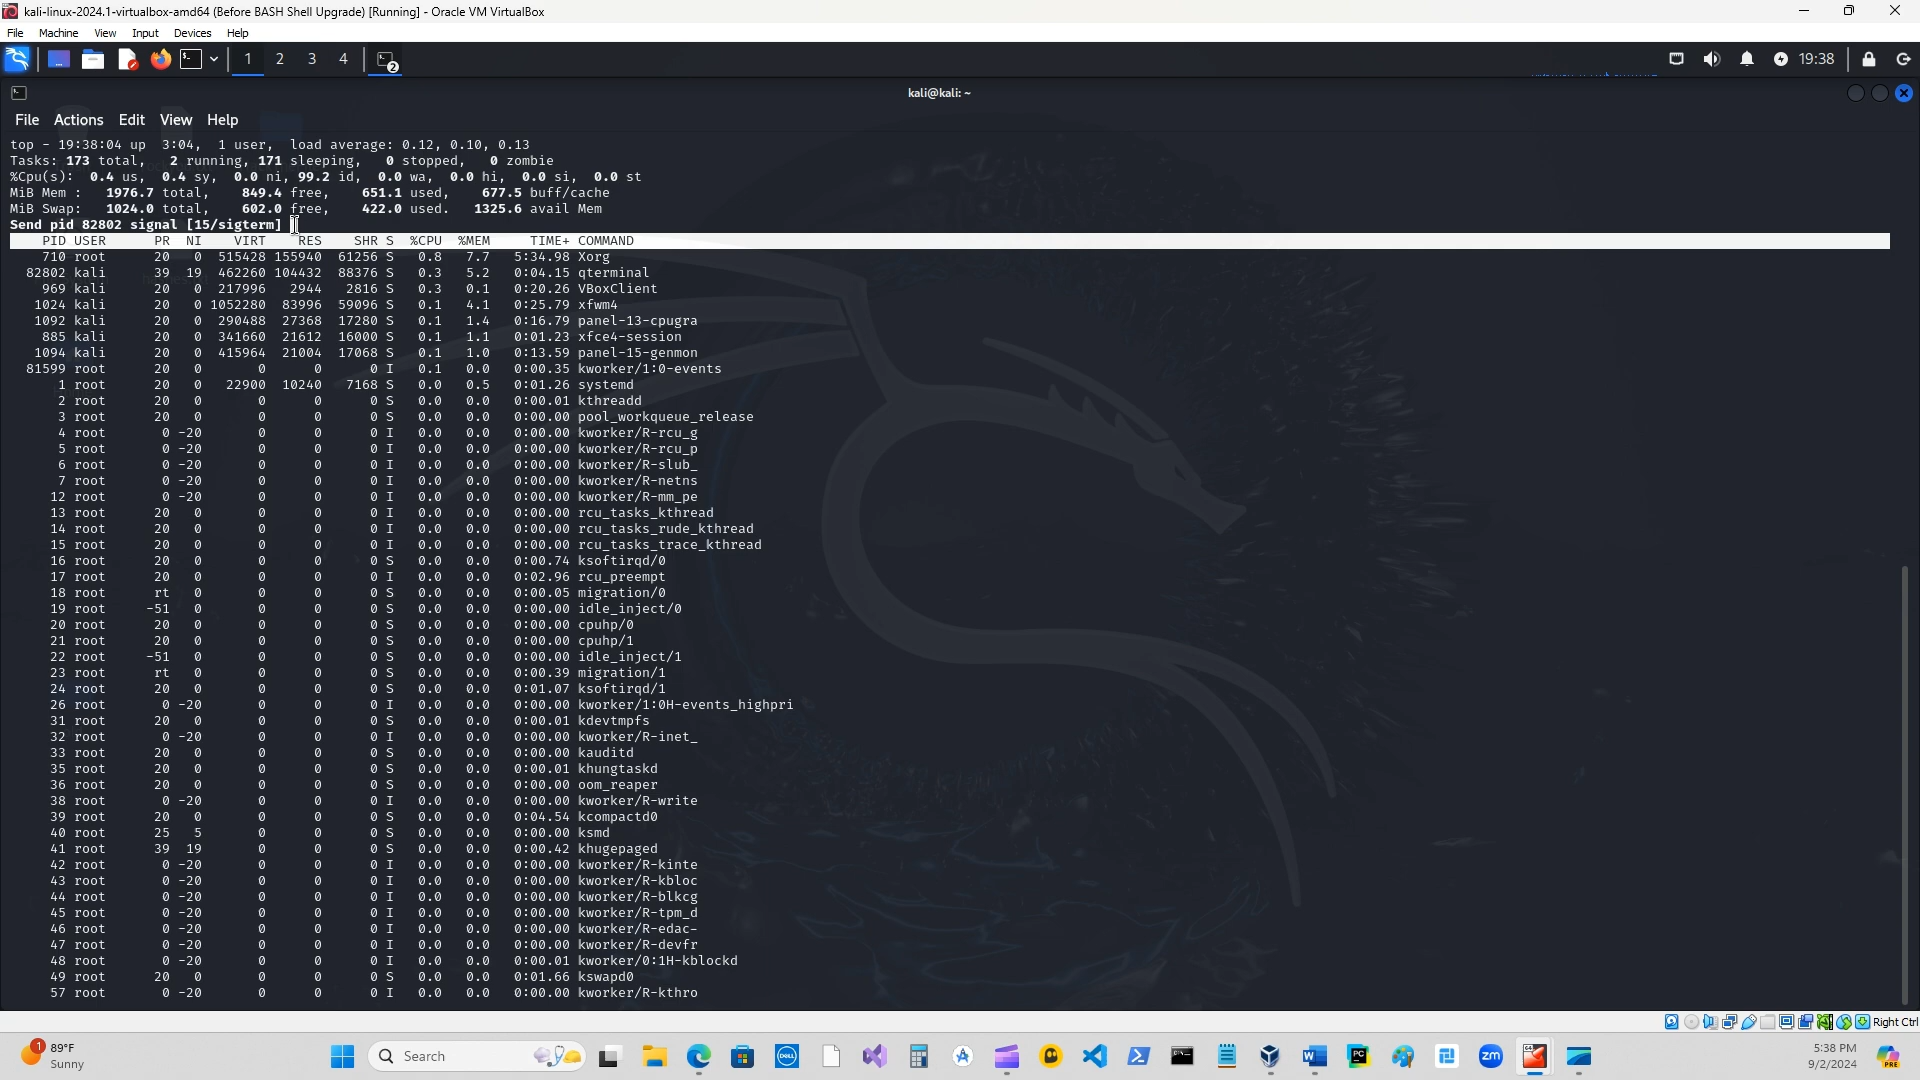 kali-linux-2024.1-virtualbox-amd64 (Before BASH Shell Upgrade) [Running] - Oracle VM VirtualBox
File Machine View Input Devices Help
1 2 3 4 2 19:38
kali@kali: ~
File Actions Edit View Help
top - 19:38:04 up  3:04,  1 user,  load average: 0.12, 0.10, 0.13
Tasks: 173 total,   2 running, 171 sleeping,   0 stopped,   0 zombie
%Cpu(s):  0.4 us,  0.4 sy,  0.0 ni, 99.2 id,  0.0 wa,  0.0 hi,  0.0 si,  0.0 st
MiB Mem :   1976.7 total,    849.4 free,    651.1 used,    677.5 buff/cache
MiB Swap:   1024.0 total,    602.0 free,    422.0 used.   1325.6 avail Mem
Send pid 82802 signal [15/sigterm]
PID USER PR NI VIRT RES SHR S %CPU %MEM TIME+ COMMAND
710 root 20 0 515428 155940 61256 S 0.8 7.7 5:34.98 Xorg
82802 kali 39 19 462260 104432 88376 S 0.3 5.2 0:04.15 qterminal
969 kali 20 0 217996 2944 2816 S 0.3 0.1 0:20.26 VBoxClient
1024 kali 20 0 1052280 83996 59096 S 0.1 4.1 0:25.79 xfwm4
1092 kali 20 0 290488 27368 17280 S 0.1 1.4 0:16.79 panel-13-cpugra
885 kali 20 0 341660 21612 16000 S 0.1 1.1 0:01.23 xfce4-session
1094 kali 20 0 415964 21004 17068 S 0.1 1.0 0:13.59 panel-15-genmon
81599 root 20 0 0 0 0 I 0.1 0.0 0:00.35 kworker/1:0-events
1 root 20 0 22900 10240 7168 S 0.0 0.5 0:01.26 systemd
2 root 20 0 0 0 0 S 0.0 0.0 0:00.01 kthreadd
3 root 20 0 0 0 0 S 0.0 0.0 0:00.00 pool_workqueue_release
4 root 0 -20 0 0 0 I 0.0 0.0 0:00.00 kworker/R-rcu_g
5 root 0 -20 0 0 0 I 0.0 0.0 0:00.00 kworker/R-rcu_p
6 root 0 -20 0 0 0 I 0.0 0.0 0:00.00 kworker/R-slub_
7 root 0 -20 0 0 0 I 0.0 0.0 0:00.00 kworker/R-netns
12 root 0 -20 0 0 0 I 0.0 0.0 0:00.00 kworker/R-mm_pe
13 root 20 0 0 0 0 I 0.0 0.0 0:00.00 rcu_tasks_kthread
14 root 20 0 0 0 0 I 0.0 0.0 0:00.00 rcu_tasks_rude_kthread
15 root 20 0 0 0 0 I 0.0 0.0 0:00.00 rcu_tasks_trace_kthread
16 root 20 0 0 0 0 S 0.0 0.0 0:00.74 ksoftirqd/0
17 root 20 0 0 0 0 I 0.0 0.0 0:02.96 rcu_preempt
18 root rt 0 0 0 0 S 0.0 0.0 0:00.05 migration/0
19 root -51 0 0 0 0 S 0.0 0.0 0:00.00 idle_inject/0
20 root 20 0 0 0 0 S 0.0 0.0 0:00.00 cpuhp/0
21 root 20 0 0 0 0 S 0.0 0.0 0:00.00 cpuhp/1
22 root -51 0 0 0 0 S 0.0 0.0 0:00.00 idle_inject/1
23 root rt 0 0 0 0 S 0.0 0.0 0:00.39 migration/1
24 root 20 0 0 0 0 S 0.0 0.0 0:01.07 ksoftirqd/1
26 root 0 -20 0 0 0 I 0.0 0.0 0:00.00 kworker/1:0H-events_highpri
31 root 20 0 0 0 0 S 0.0 0.0 0:00.01 kdevtmpfs
32 root 0 -20 0 0 0 I 0.0 0.0 0:00.00 kworker/R-inet_
33 root 20 0 0 0 0 S 0.0 0.0 0:00.00 kauditd
35 root 20 0 0 0 0 S 0.0 0.0 0:00.01 khungtaskd
36 root 20 0 0 0 0 S 0.0 0.0 0:00.00 oom_reaper
38 root 0 -20 0 0 0 I 0.0 0.0 0:00.00 kworker/R-write
39 root 20 0 0 0 0 S 0.0 0.0 0:04.54 kcompactd0
40 root 25 5 0 0 0 S 0.0 0.0 0:00.00 ksmd
41 root 39 19 0 0 0 S 0.0 0.0 0:00.42 khugepaged
42 root 0 -20 0 0 0 I 0.0 0.0 0:00.00 kworker/R-kinte
43 root 0 -20 0 0 0 I 0.0 0.0 0:00.00 kworker/R-kbloc
44 root 0 -20 0 0 0 I 0.0 0.0 0:00.00 kworker/R-blkcg
45 root 0 -20 0 0 0 I 0.0 0.0 0:00.00 kworker/R-tpm_d
46 root 0 -20 0 0 0 I 0.0 0.0 0:00.00 kworker/R-edac-
47 root 0 -20 0 0 0 I 0.0 0.0 0:00.00 kworker/R-devfr
48 root 0 -20 0 0 0 I 0.0 0.0 0:00.01 kworker/0:1H-kblockd
49 root 20 0 0 0 0 S 0.0 0.0 0:01.66 kswapd0
57 root 0 -20 0 0 0 I 0.0 0.0 0:00.00 kworker/R-kthro
Right Ctrl
1 89°F
Sunny
Search
DELL
PC
zm
5:38 PM
9/2/2024